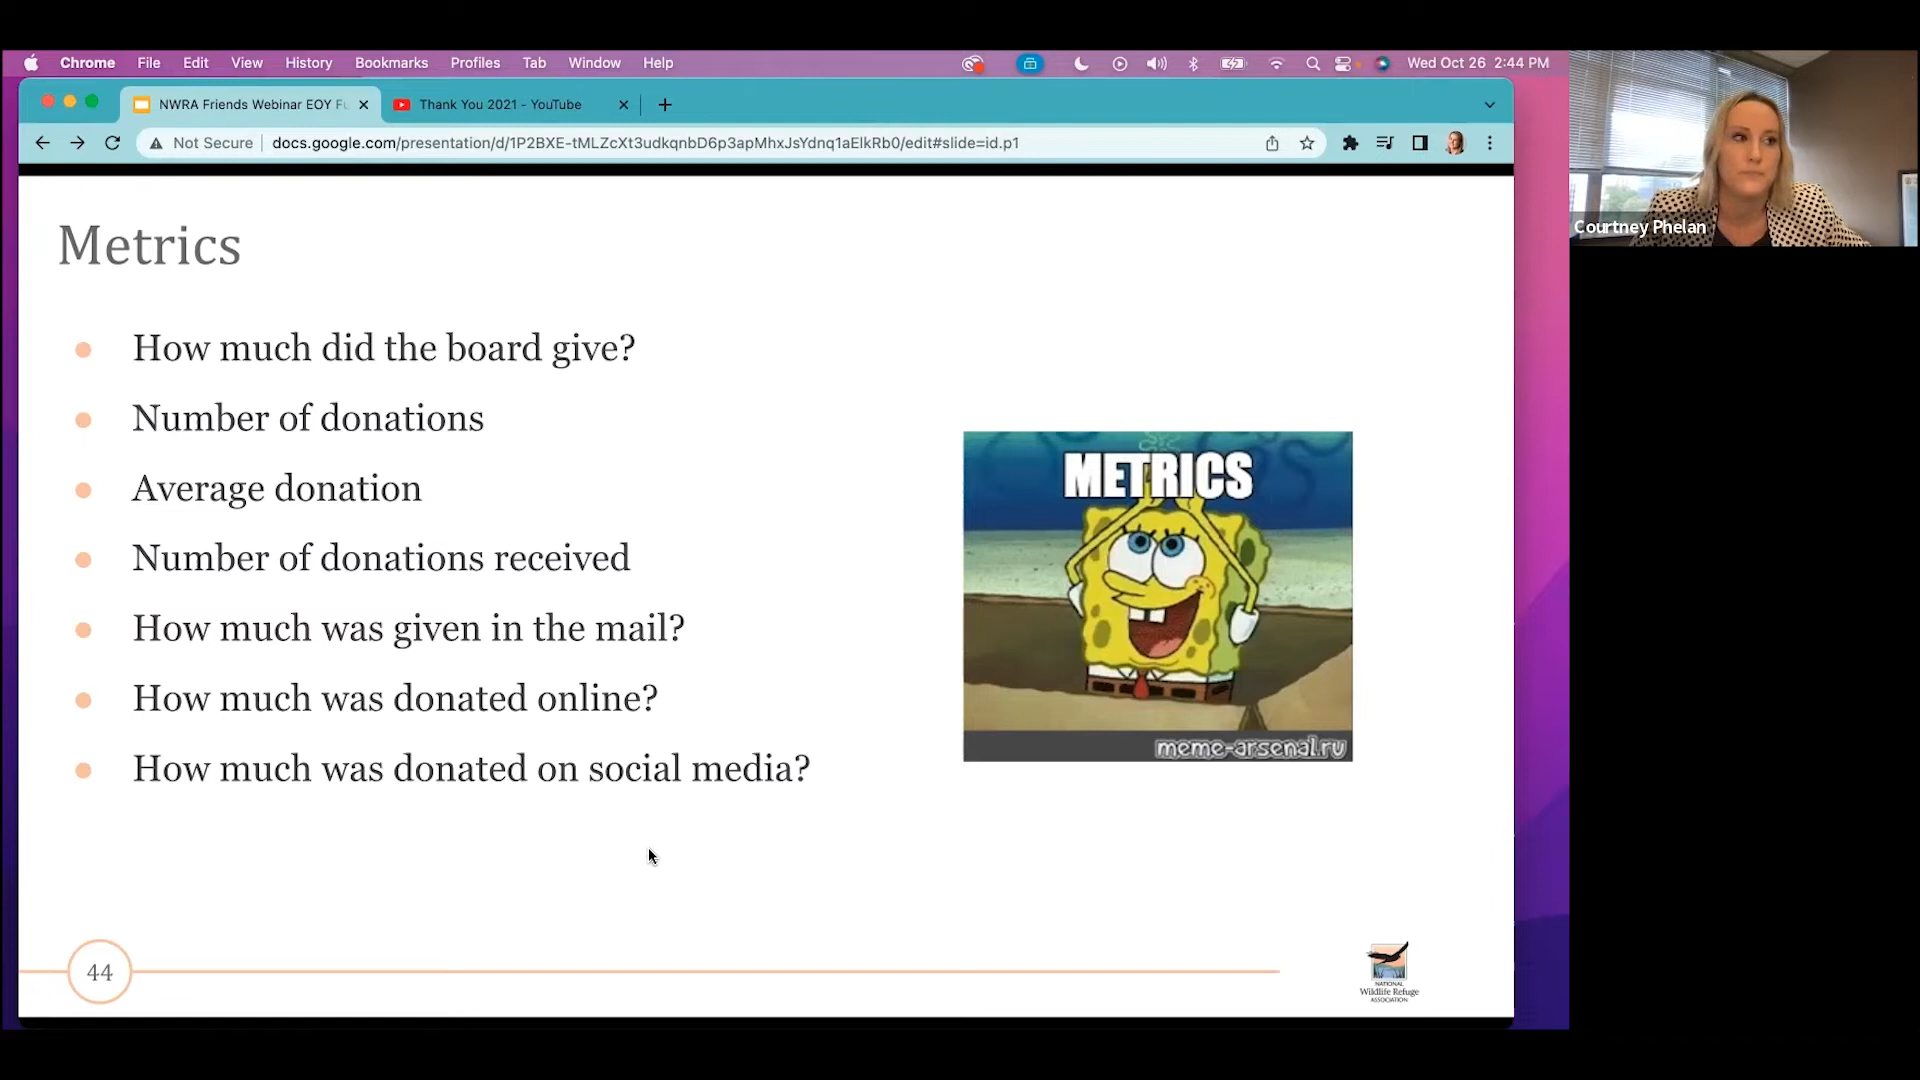 Chrome File Edit View History Bookmarks Profiles Tab Window Help Wed Oct 26 2:44 PM
NWRA Friends Webinar EOY Fu Thank You 2021 - YouTube
Not Secure docs.google.com/presentation/d/1P2BXE-tMLZcXt3udkqnbD6p3apMhxJsYdnq1aElkRb0/edit#slide=id.p1
Courtney Phelan
Metrics
How much did the board give?
Number of donations
Average donation
Number of donations received
How much was given in the mail?
How much was donated online?
How much was donated on social media?
METRICS
meme-arsenal.ru
44
NATIONAL
Wildlife Refuge
ASSOCIATION